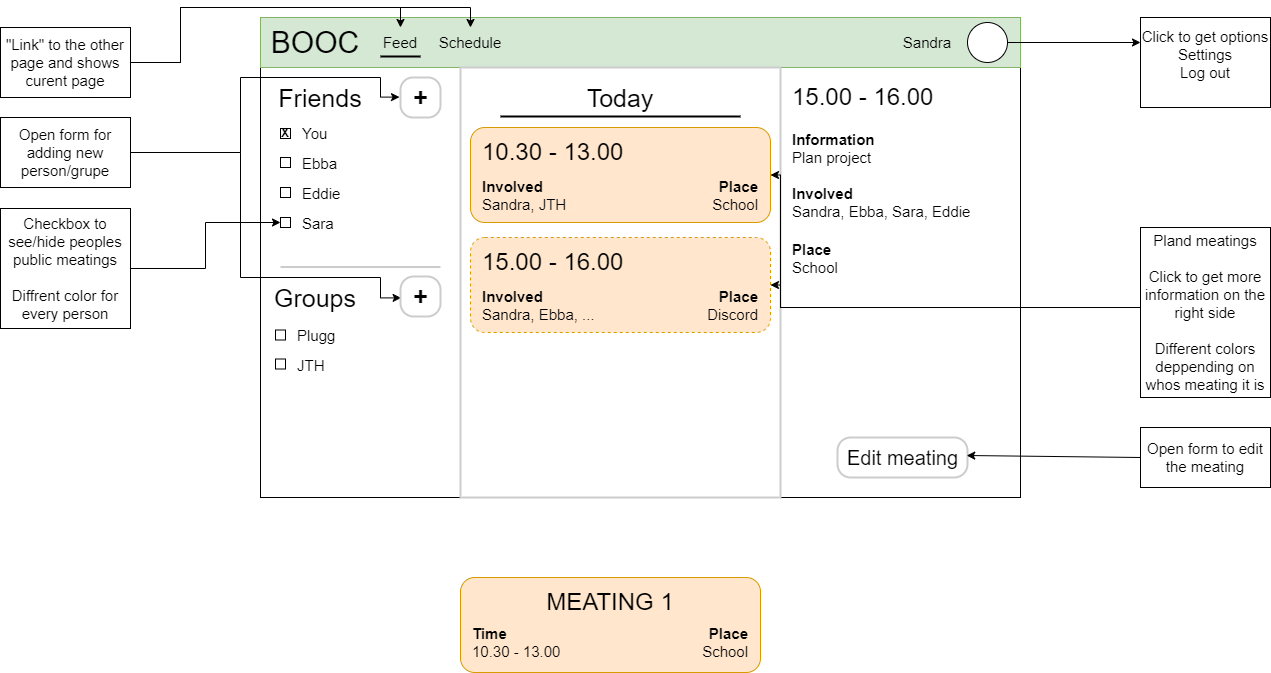 "Link" to the other
page and shows
curent page
Open form for
adding new
person/grupe
Checkbox to
see/hide peoples
public meatings
Diffrent color for
every person
BOOC
Feed
Schedule
Sandra
Friends
+
X
You
Ebba
Eddie
Sara
Groups
+
Plugg
JTH
Today
10.30 - 13.00
Involved
Place
Sandra, JTH
School
15.00 - 16.00
Involved
Place
Sandra, Ebba, ...
Discord
15.00 - 16.00
Information
Plan project
Involved
Sandra, Ebba, Sara, Eddie
Place
School
Edit meating
Click to get options
Settings
Log out
Pland meatings
Click to get more
information on the
right side
Different colors
deppending on
whos meating it is
Open form to edit
the meating
MEATING 1
Time
Place
10.30 - 13.00
School